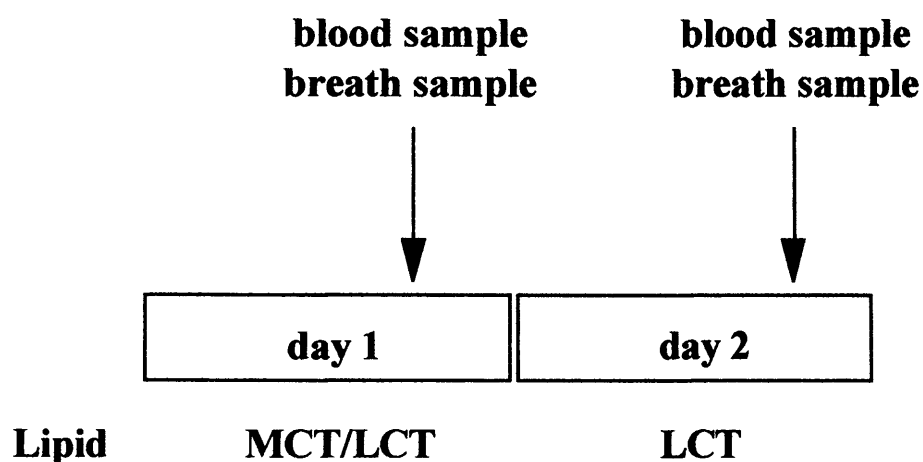 blood sample blood sample
breath sample breath sample
day 1 day 2
Lipid MCT/LCT LCT